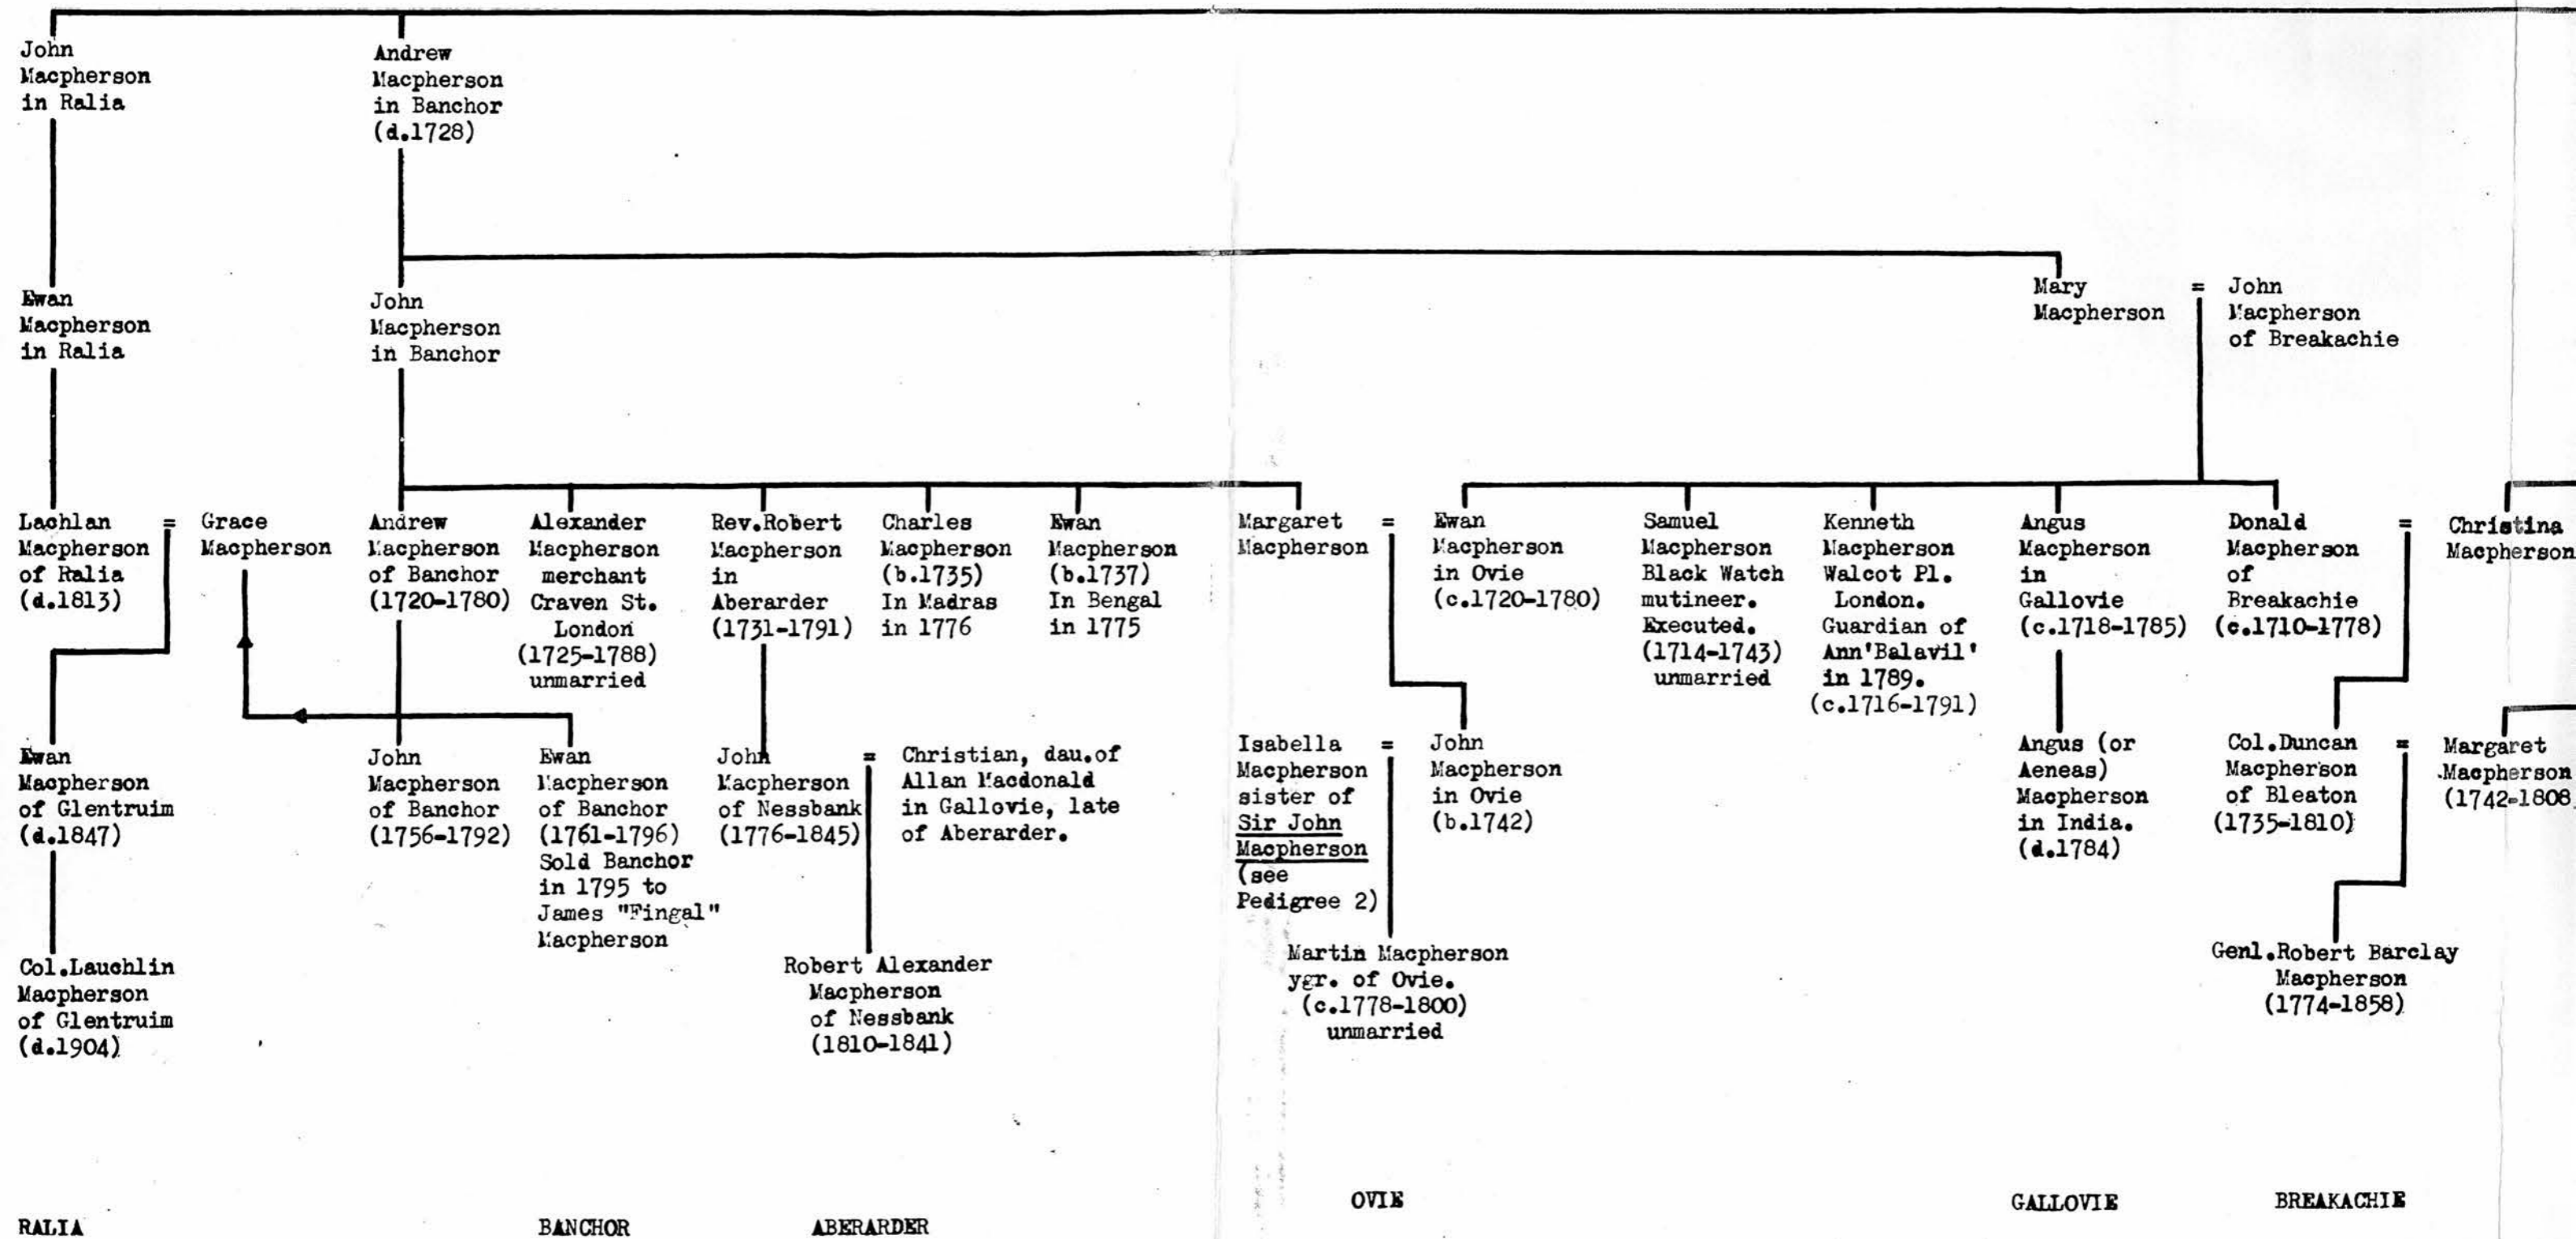 John
Macpherson
in Ralia
Andrew
Macpherson
in Banchor
(d.1728)
Ewan
Macpherson
in Ralia
John
Macpherson
in Banchor
Mary
Macpherson
=
John
Macpherson
of Breakachie
Lachlan
Macpherson
of Ralia
(d.1813)
=
Grace
Macpherson
Andrew
Macpherson
of Banchor
(1720-1780)
Alexander
Macpherson
merchant
Craven St.
London
(1725-1788)
unmarried
Rev.Robert
Macpherson
in
Aberarder
(1731-1791)
Charles
Macpherson
(b.1735)
In Madras
in 1776
Ewan
Macpherson
(b.1737)
In Bengal
in 1775
Margaret
Macpherson
=
Ewan
Macpherson
in Ovie
(c.1720-1780)
Samuel
Macpherson
Black Watch
mutineer.
Executed.
(1714-1743)
unmarried
Kenneth
Macpherson
Walcot Pl.
London.
Guardian of
Ann'Balavil'
in 1789.
(c.1716-1791)
Angus
Macpherson
in
Gallovie
(c.1718-1785)
Donald
Macpherson
of
Breakachie
(c.1710-1778)
=
Christina
Macpherson
Ewan
Macpherson
of Glentruim
(d.1847)
John
Macpherson
of Banchor
(1756-1792)
Ewan
Macpherson
of Banchor
(1761-1796)
Sold Banchor
in 1795 to
James "Fingal"
Macpherson
John
Macpherson
of Nessbank
(1776-1845)
=
Christian, dau.of
Allan Macdonald
in Gallovie, late
of Aberarder.
Isabella
Macpherson
sister of
Sir John
Macpherson
(see
Pedigree 2)
=
John
Macpherson
in Ovie
(b.1742)
Angus (or
Aeneas)
Macpherson
in India.
(d.1784)
Col.Duncan
Macpherson
of Bleaton
(1735-1810)
=
Margaret
Macpherson
(1742-1808
Col.Lauchlin
Macpherson
of Glentruim
(d.1904)
Robert Alexander
Macpherson
of Nessbank
(1810-1841)
Martin Macpherson
ygr. of Ovie.
(c.1778-1800)
unmarried
Genl.Robert Barclay
Macpherson
(1774-1858)
RALIA
BANCHOR
ABERARDER
OVIE
GALLOVIE
BREAKACHIE